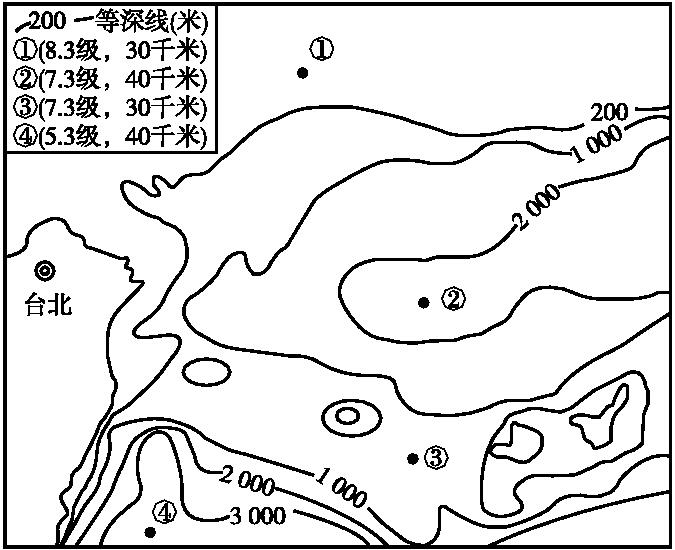 200 等深线(米)
①(8.3级，30千米)
②(7.3级，40千米)
③(7.3级，30千米)
④(5.3级，40千米)
①
200
1 000
2 000
②
台北
③
1 000
2 000
3 000
④